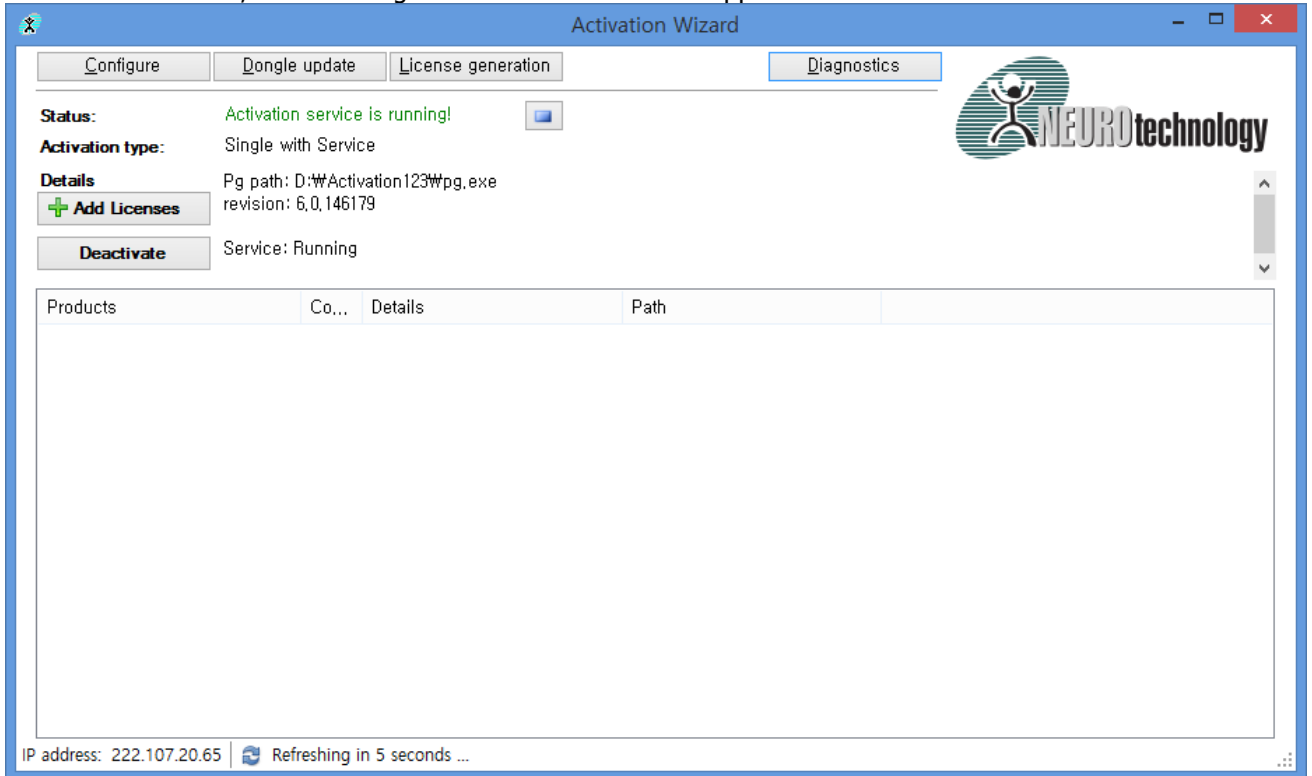 Activation Wizard
Configure Dongle update License generation Diagnostics
NEUROtechnology
Status: Activation service is running!
Activation type: Single with Service
Details Pg path: D:₩Activation123₩pg.exe
Add Licenses revision: 6.0.146179
Deactivate Service: Running
Products Co... Details Path
IP address: 222.107.20.65 Refreshing in 5 seconds ...